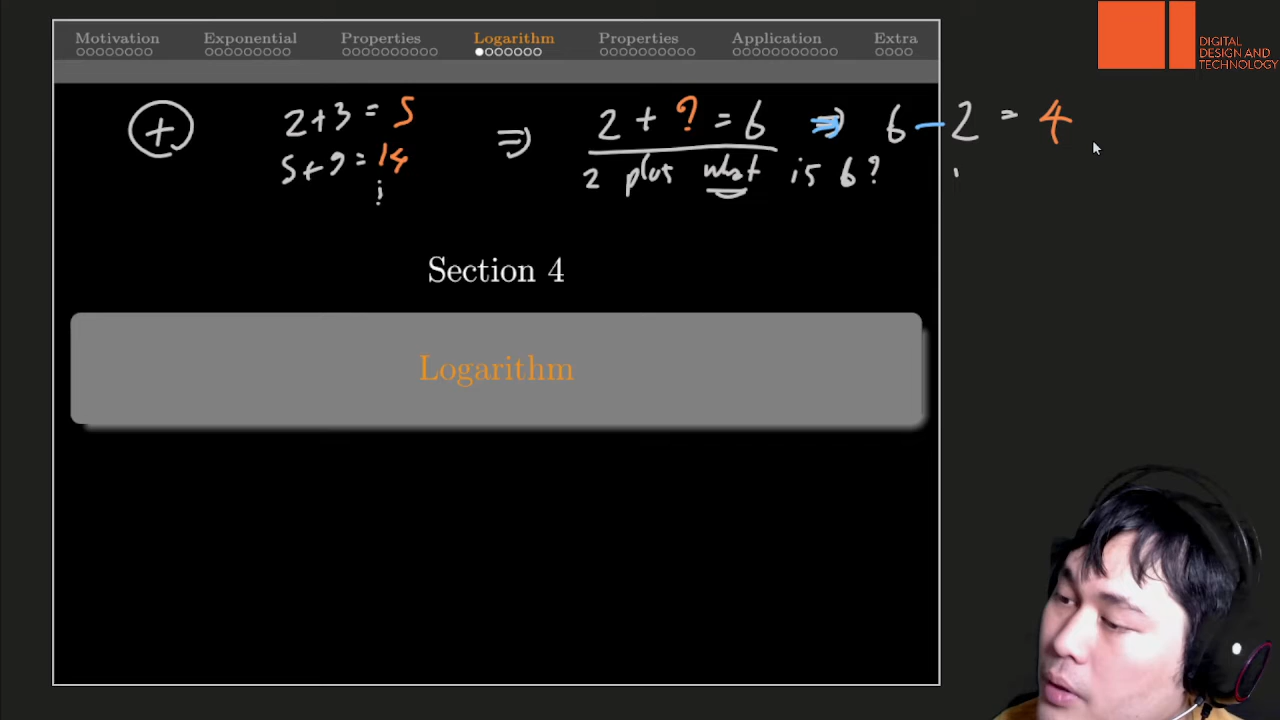 Motivation Exponential Properties Logarithm Properties Application Extra
DIGITAL
DESIGN AND
TECHNOLOGY
+ 2+3 = 5 ⇒ 2 + ? = 6 ⇒ 6 - 2 = 4
5+9 = 14 2 plot what is 6?
Section 4
Logarithm